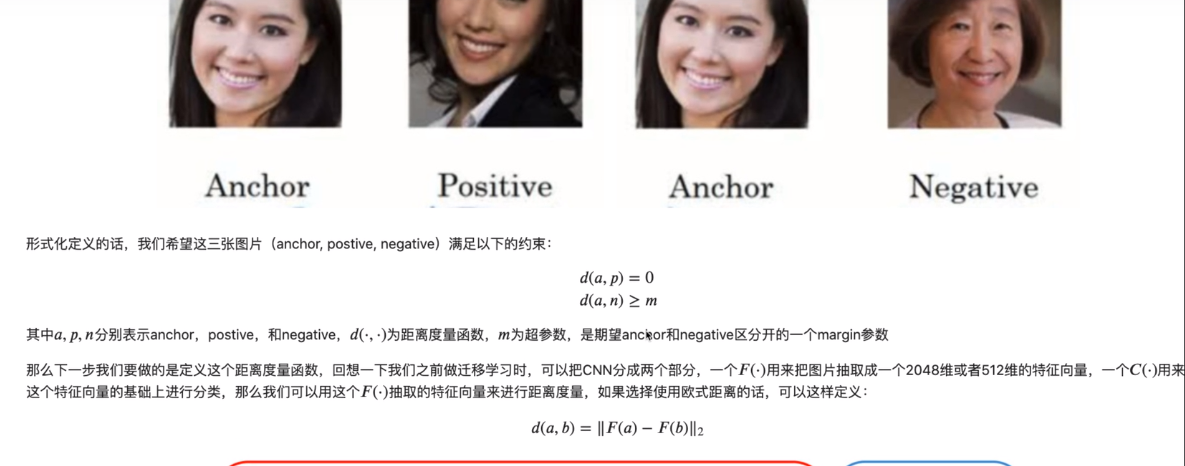 Anchor Positive Anchor Negative
形式化定义的话，我们希望这三张图片（anchor, postive, negative）满足以下的约束：
d(a, p) = 0
d(a, n) ≥ m
其中a, p, n分别表示anchor，postive，和negative，d(·, ·)为距离度量函数，m为超参数，是期望anchor和negative区分开的一个margin参数
那么下一步我们要做的是定义这个距离度量函数，回想一下我们之前做迁移学习时，可以把CNN分成两个部分，一个F(·)用来把图片抽取成一个2048维或者512维的特征向量，一个C(·)用来
这个特征向量的基础上进行分类，那么我们可以用这个F(·)抽取的特征向量来进行距离度量，如果选择使用欧式距离的话，可以这样定义：
d(a, b) = ‖F(a) − F(b)‖₂